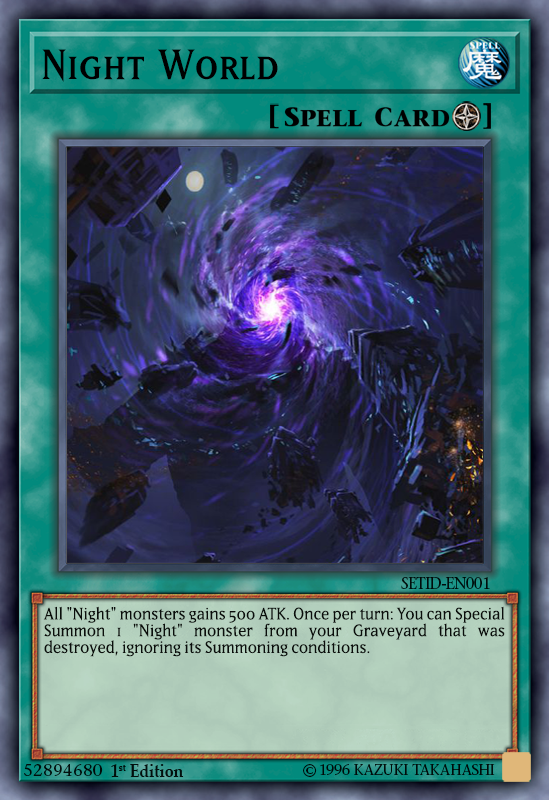 Night World
SPELL
魔
[Spell Card]
SETID-EN001
All "Night" monsters gains 500 ATK. Once per turn: You can Special
Summon 1 "Night" monster from your Graveyard that was
destroyed, ignoring its Summoning conditions.
52894680 1st Edition ©1996 KAZUKI TAKAHASHI